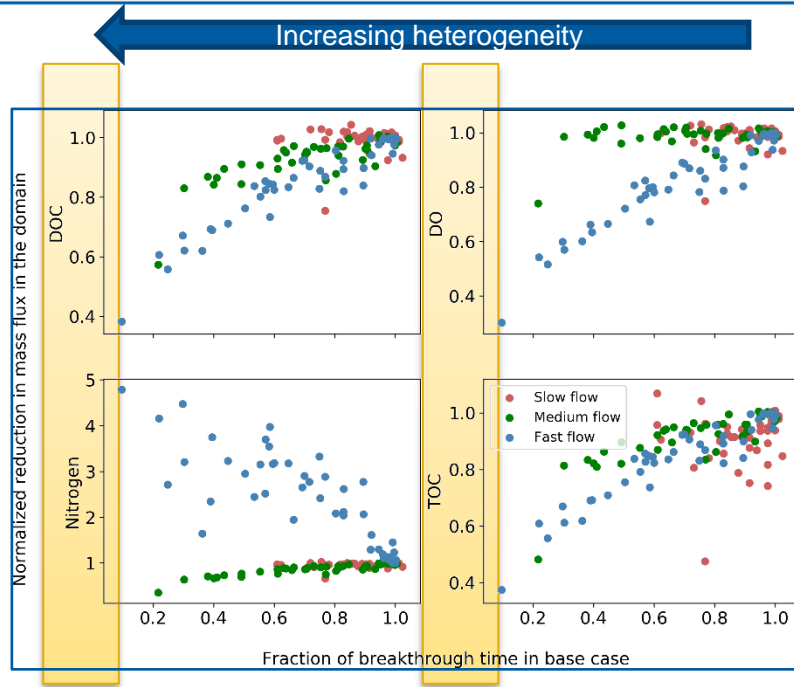 Increasing heterogeneity
Normalized reduction in mass flux in the domain
DOC
1.0
0.8
0.6
0.4
DO
1.0
0.8
0.6
0.4
Nitrogen
5
4
3
2
1
0.2 0.4 0.6 0.8 1.0
TOC
1.0
0.8
0.6
0.4
Slow flow
Medium flow
Fast flow
0.2 0.4 0.6 0.8 1.0
Fraction of breakthrough time in base case